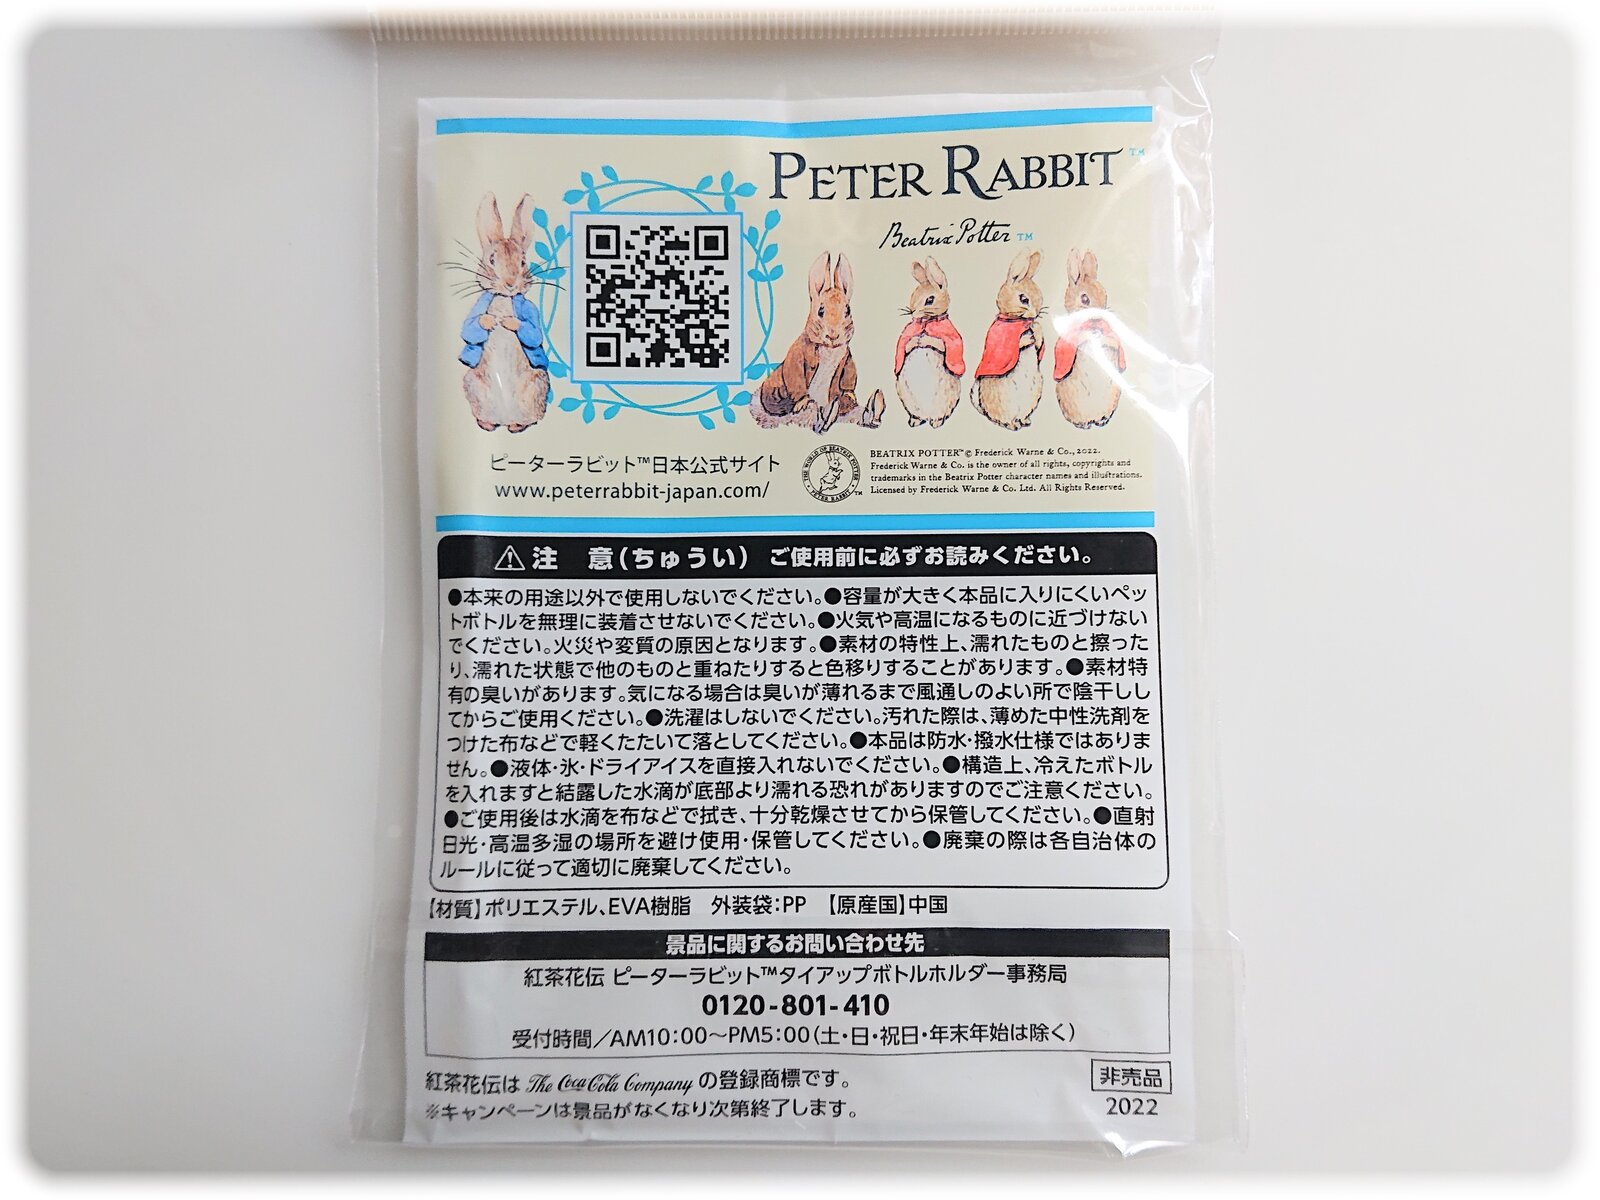 PETER RABBIT™
Beatrix Potter™
ピーターラビット™日本公式サイト
www.peterrabbit-japan.com/
THE WORLD OF BEATRIX POTTER
PETER RABBIT™
BEATRIX POTTER™© Frederick Warne & Co., 2022.
Frederick Warne & Co. is the owner of all rights, copyrights and
trademarks in the Beatrix Potter character names and illustrations.
Licensed by Frederick Warne & Co. Ltd. All Rights Reserved.
⚠注 意(ちゅうい) ご使用前に必ずお読みください。
●本来の用途以外で使用しないでください。●容量が大きく本品に入りにくいペッ
トボトルを無理に装着させないでください。●火気や高温になるものに近づけない
でください。火災や変質の原因となります。●素材の特性上、濡れたものと擦った
り、濡れた状態で他のものと重ねたりすると色移りすることがあります。●素材特
有の臭いがあります。気になる場合は臭いが薄れるまで風通しのよい所で陰干しし
てからご使用ください。●洗濯はしないでください。汚れた際は、薄めた中性洗剤を
つけた布などで軽くたたいて落としてください。●本品は防水・撥水仕様ではありま
せん。●液体・氷・ドライアイスを直接入れないでください。●構造上、冷えたボトル
を入れますと結露した水滴が底部より濡れる恐れがありますのでご注意ください。
●ご使用後は水滴を布などで拭き、十分乾燥させてから保管してください。●直射
日光・高温多湿の場所を避け使用・保管してください。●廃棄の際は各自治体の
ルールに従って適切に廃棄してください。
【材質】ポリエステル、EVA樹脂 外装袋:PP 【原産国】中国
景品に関するお問い合わせ先
紅茶花伝 ピーターラビット™タイアップボトルホルダー事務局
0120-801-410
受付時間/AM10:00～PM5:00(土・日・祝日・年末年始は除く)
紅茶花伝は The Coca-Cola Company の登録商標です。
※キャンペーンは景品がなくなり次第終了します。
非売品
2022